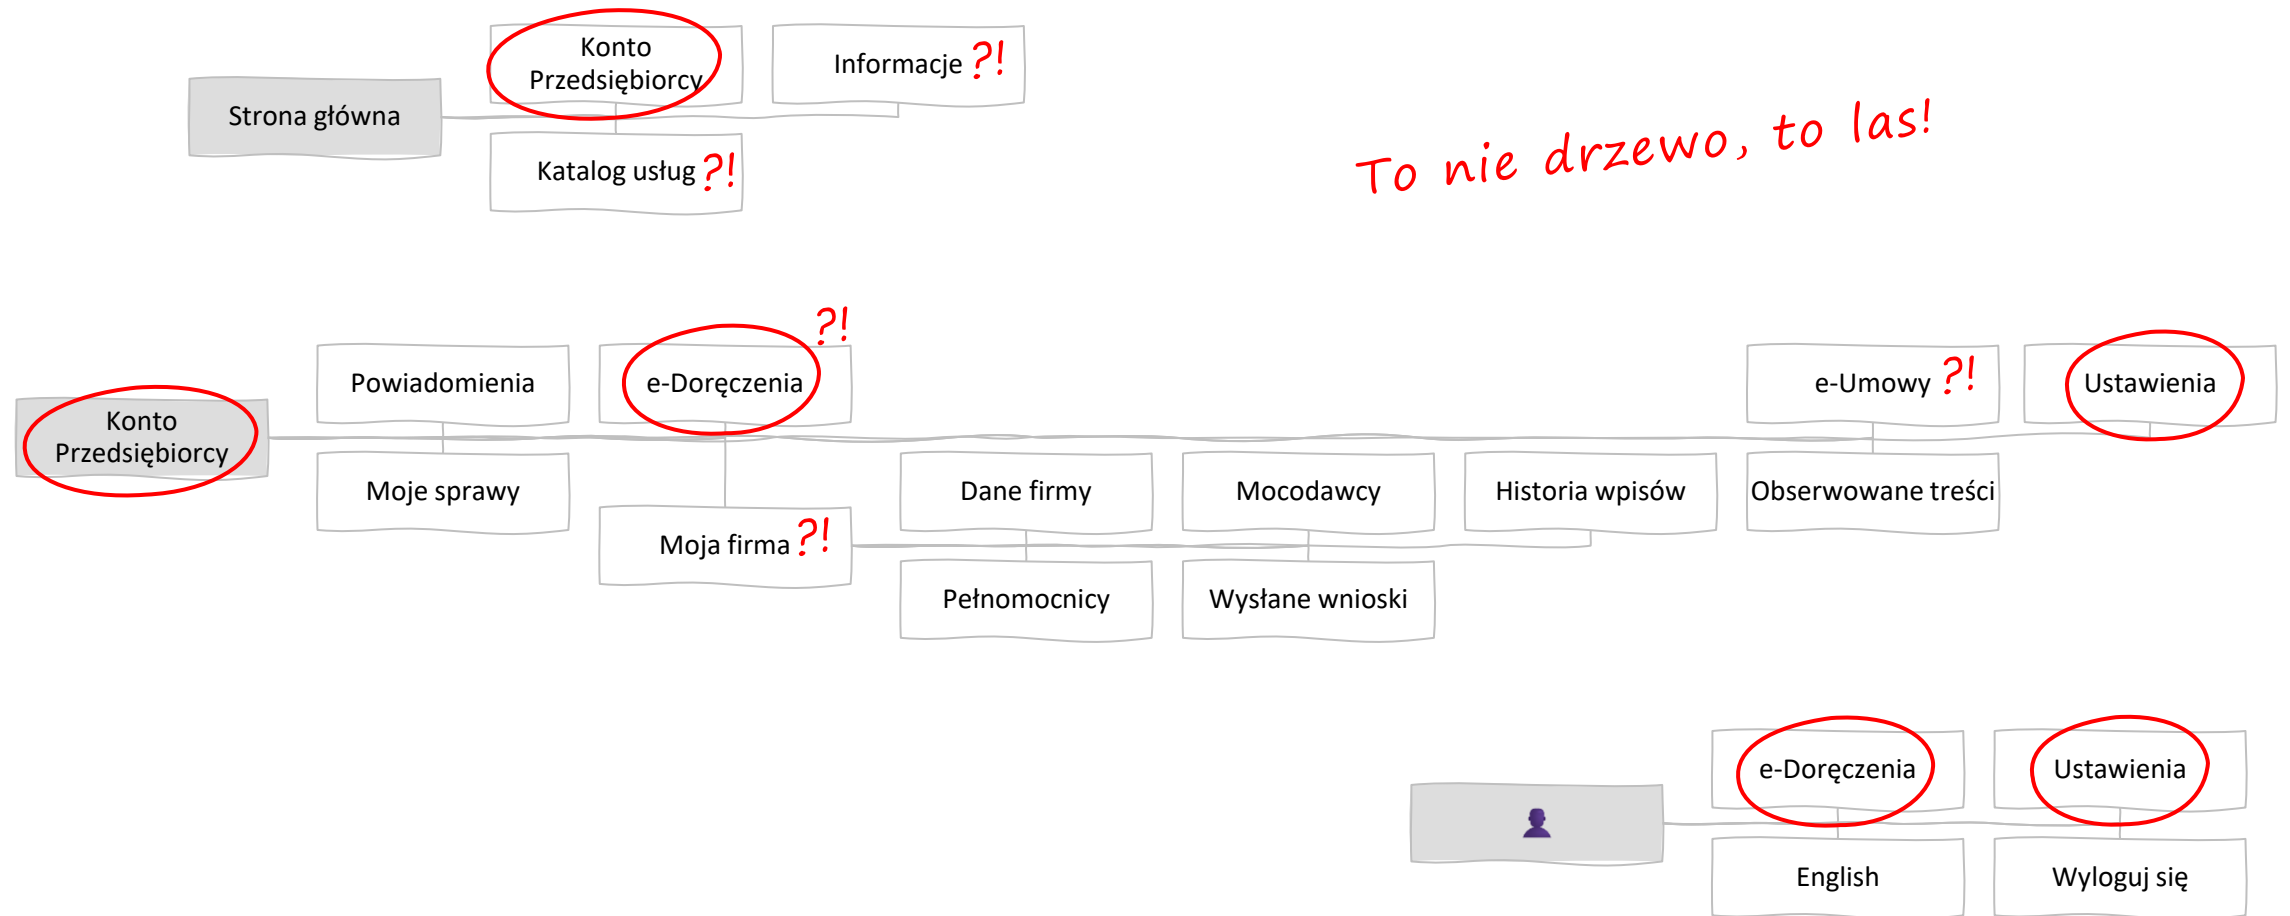 Konto
Przedsiębiorcy
Informacje ?!
Strona główna
Katalog usług ?!
To nie drzewo, to las!
?!
Powiadomienia
e-Doręczenia
e-Umowy ?!
Ustawienia
Konto
Przedsiębiorcy
Moje sprawy
Dane firmy
Mocodawcy
Historia wpisów
Obserwowane treści
Moja firma ?!
Pełnomocnicy
Wysłane wnioski
e-Doręczenia
Ustawienia
English
Wyloguj się